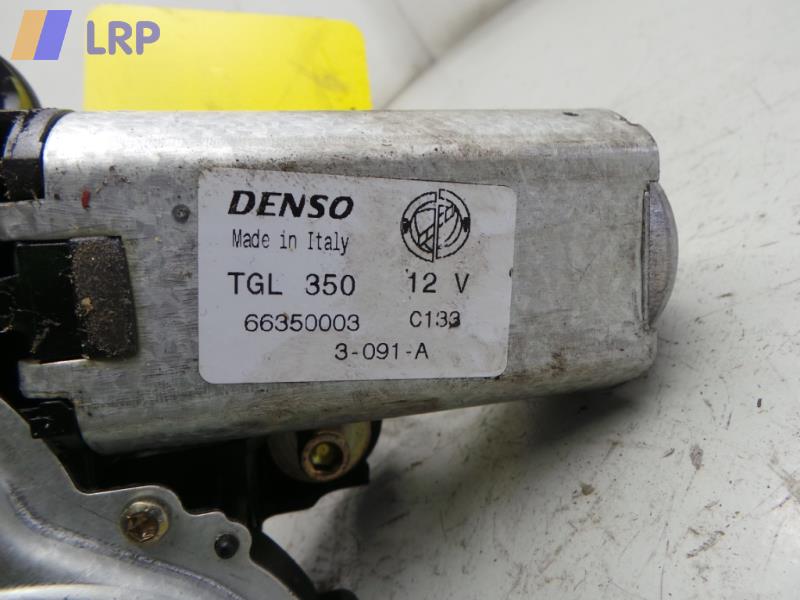 LRP
DENSO
Made in Italy
TGL 350 12 V
66350003 C133
3-091-A